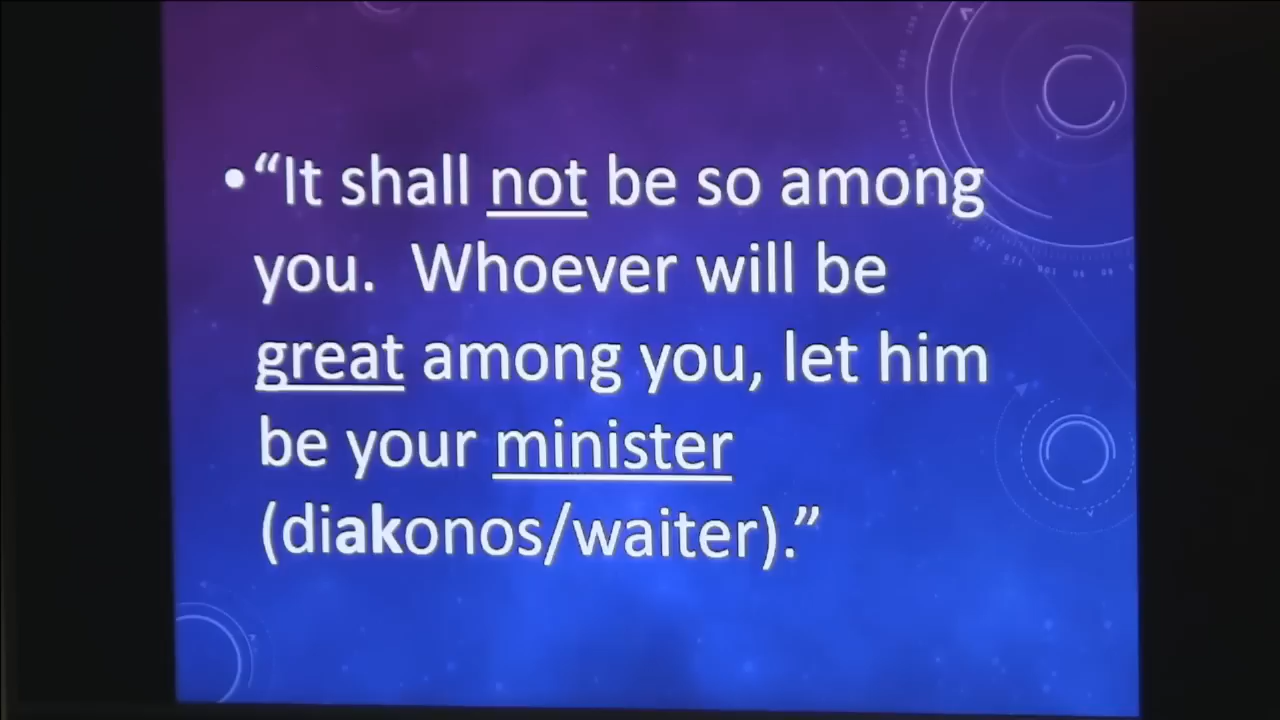 •“It shall not be so among
you.  Whoever will be
great among you, let him
be your minister
(diakonos/waiter).”